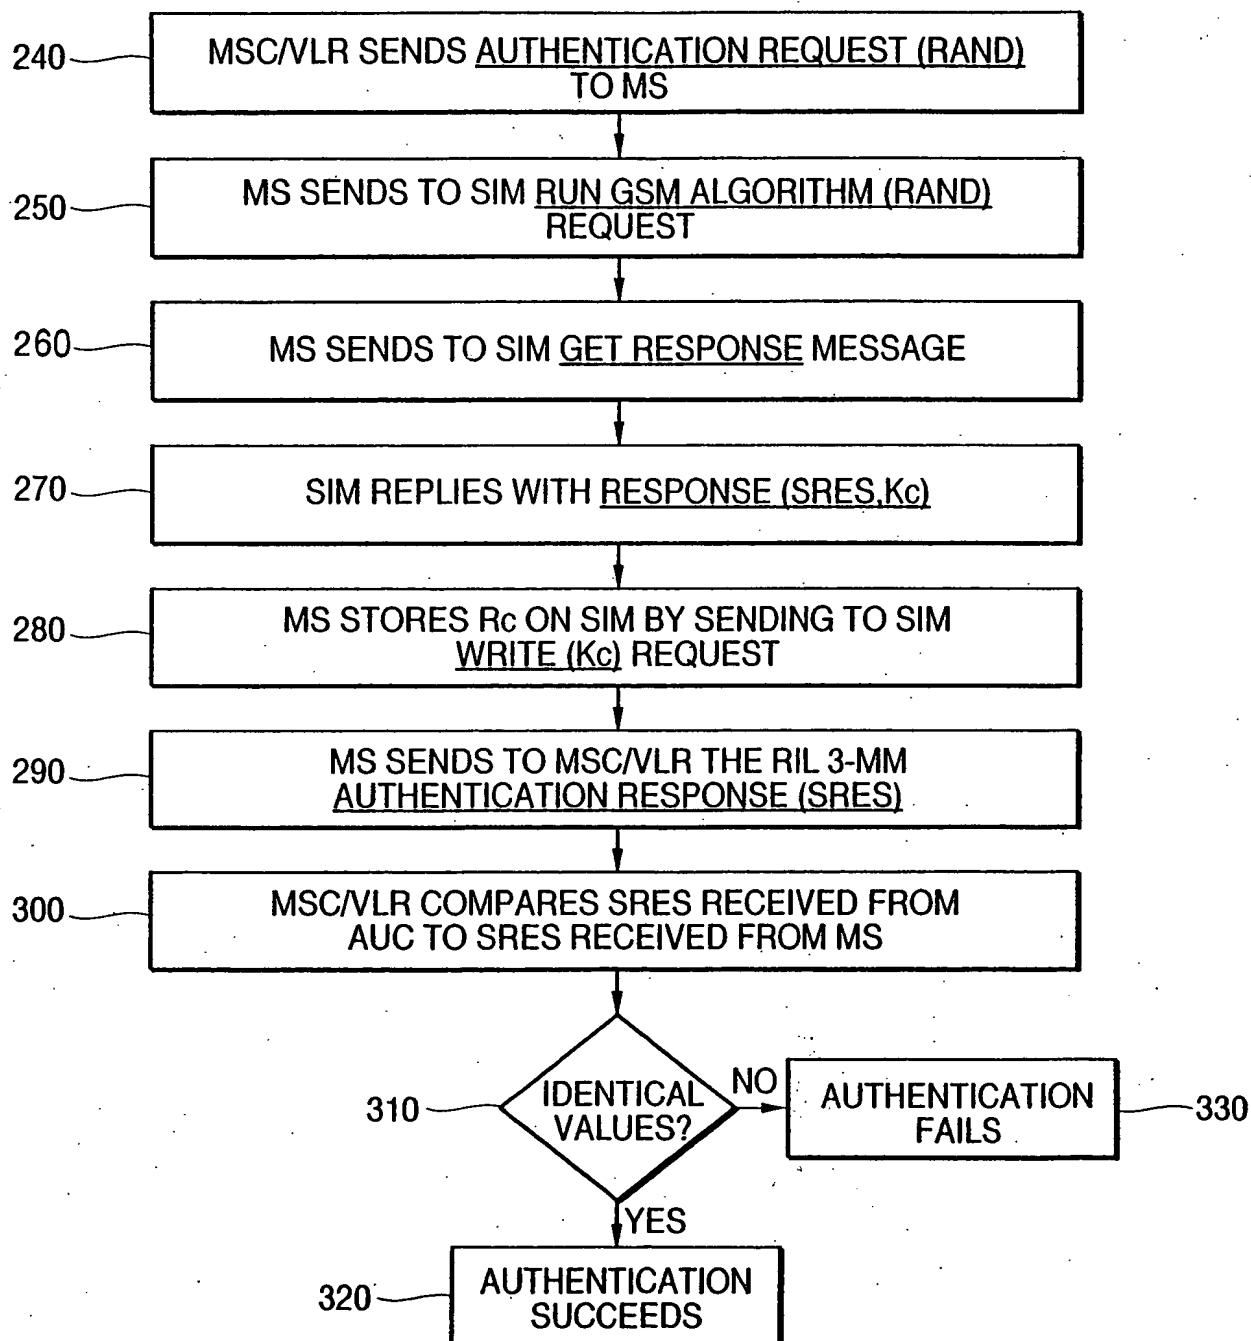 240
MSC/VLR SENDS AUTHENTICATION REQUEST (RAND)
TO MS
250
MS SENDS TO SIM RUN GSM ALGORITHM (RAND)
REQUEST
260
MS SENDS TO SIM GET RESPONSE MESSAGE
270
SIM REPLIES WITH RESPONSE (SRES,Kc)
280
MS STORES Rc ON SIM BY SENDING TO SIM
WRITE (Kc) REQUEST
290
MS SENDS TO MSC/VLR THE RIL 3-MM
AUTHENTICATION RESPONSE (SRES)
300
MSC/VLR COMPARES SRES RECEIVED FROM
AUC TO SRES RECEIVED FROM MS
310
IDENTICAL
VALUES?
NO
AUTHENTICATION
FAILS
330
YES
320
AUTHENTICATION
SUCCEEDS